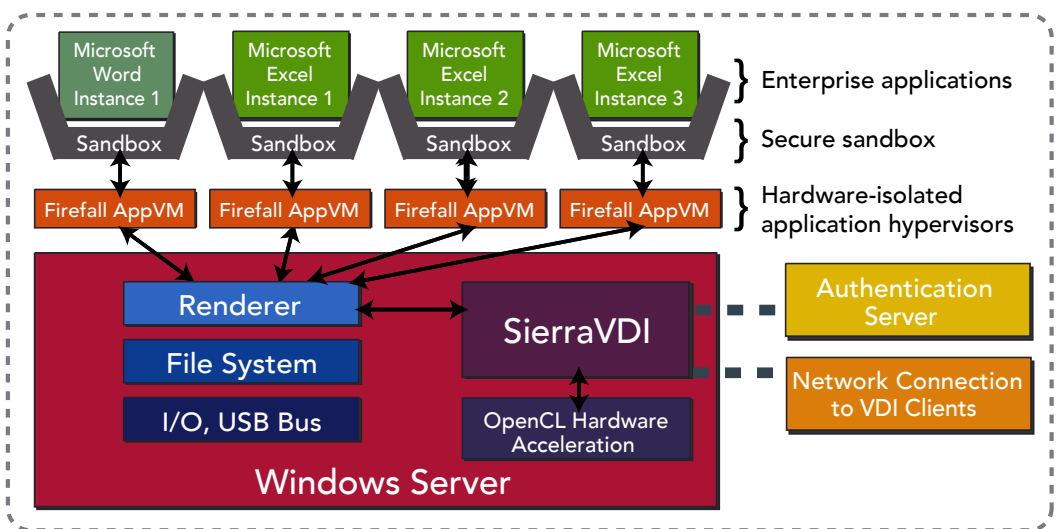 Microsoft
Word
Instance 1
Microsoft
Excel
Instance 1
Microsoft
Excel
Instance 2
Microsoft
Excel
Instance 3
} Enterprise applications
Sandbox
Sandbox
Sandbox
Sandbox
} Secure sandbox
Firefall AppVM
Firefall AppVM
Firefall AppVM
Firefall AppVM
} Hardware-isolated
application hypervisors
Renderer
File System
I/O, USB Bus
SierraVDI
OpenCL Hardware
Acceleration
Windows Server
Authentication
Server
Network Connection
to VDI Clients